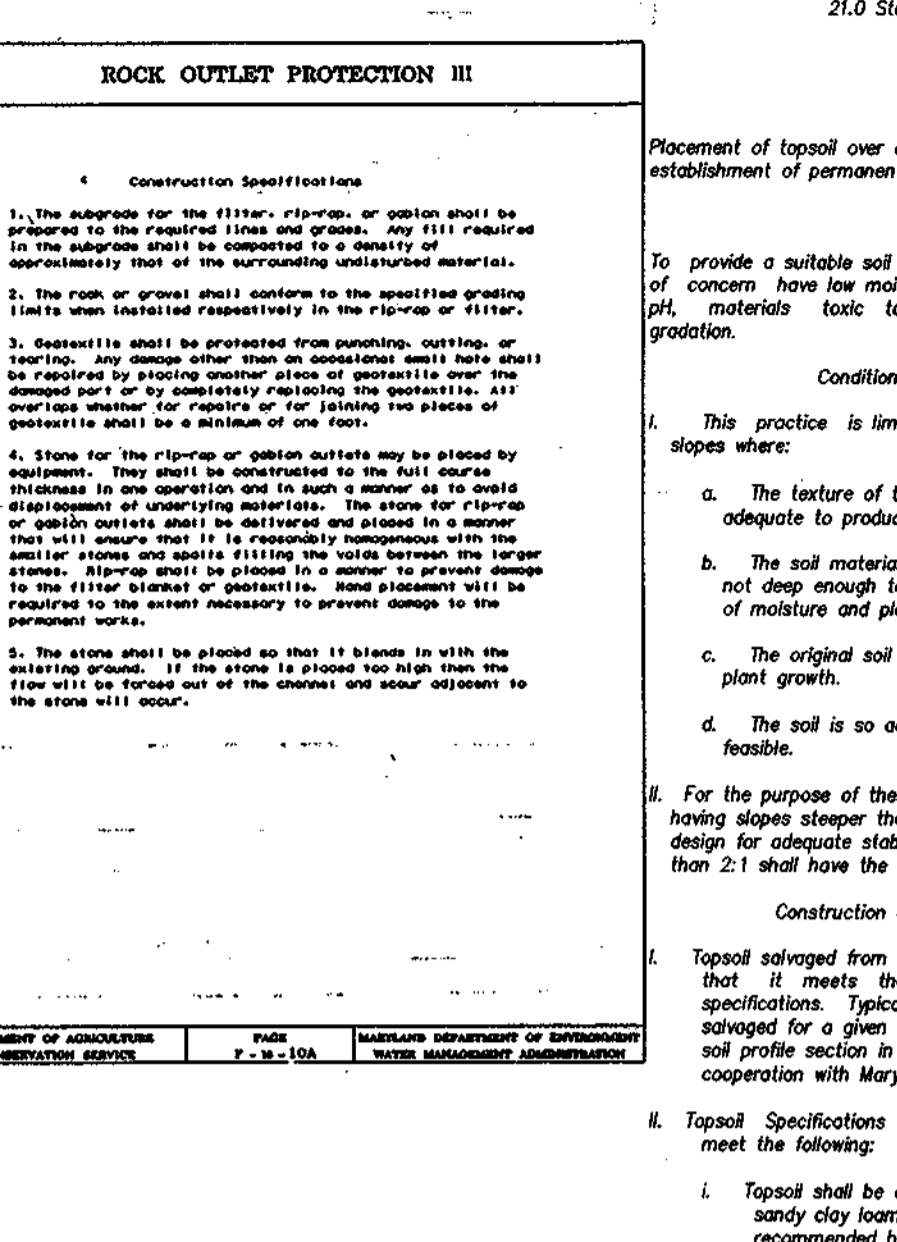 ROCK OUTLET PROTECTION III
Construction Specifications
1. The subgrade for the filter, rip-rap, or gabion shall be
prepared to the required lines and grades. Any fill required
in the subgrade shall be compacted to a density of
approximately that of the surrounding undisturbed material.
2. The rock or gravel shall conform to the specified grading
limits when installed respectively in the rip-rap or filter.
3. Geotextile shall be protected from punching, cutting, or
tearing. Any damage other than an occasional small hole shall
be repaired by placing another piece of geotextile over the
damaged part or by completely replacing the geotextile. All
overlaps whether for repairs or for joining two pieces of
geotextile shall be a minimum of one foot.
4. Stone for the rip-rap or gabion outlets may be placed by
equipment. They shall be constructed to the full course
thickness in one operation and in such a manner as to avoid
displacement of underlying materials. The stone for rip-rap
or gabion outlets shall be delivered and placed in a manner
that will ensure that it is reasonably homogeneous with the
smaller stones and spalls filling the voids between the larger
stones. Rip-rap shall be placed in a manner to prevent damage
to the filter blanket or geotextile. Hand placement will be
required to the extent necessary to prevent damage to the
permanent works.
5. The stone shall be placed so that it blends in with the
existing ground. If the stone is placed too high then the
flow will be forced out of the channel and scour adjacent to
the stone will occur.
MENT OF AGRICULTURE
SERVATION SERVICE
PAGE
F - 18 - 10A
MARYLAND DEPARTMENT OF ENVIRONMENT
WATER MANAGEMENT ADMINISTRATION
21.0 St
Placement of topsoil over
establishment of permanen
To provide a suitable soil
of concern have low moi
pH, materials toxic to
gradation.
Condition
I. This practice is lim
slopes where:
a. The texture of t
adequate to produc
b. The soil materia
not deep enough to
of moisture and pl
c. The original soil
plant growth.
d. The soil is so a
feasible.
II. For the purpose of the
having slopes steeper th
design for adequate stab
than 2:1 shall have the
Construction
I. Topsoil salvaged from
that it meets the
specifications. Typica
salvaged for a given
soil profile section in
cooperation with Mary
II. Topsoil Specifications
meet the following:
i. Topsoil shall be
sandy clay loam
recommended b